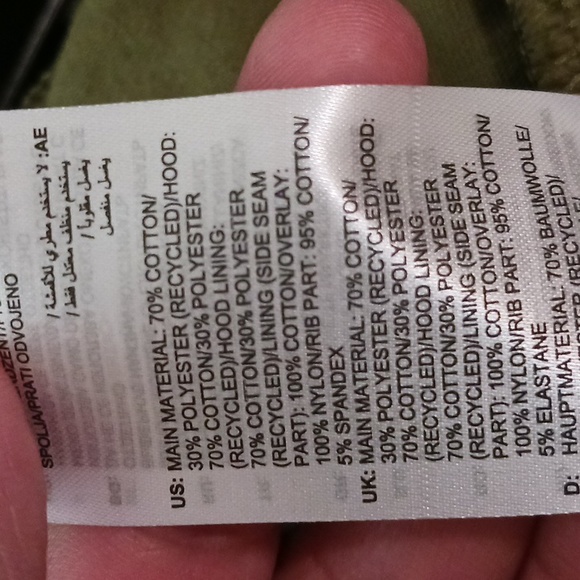 SPOLJA/PRATI ODVOJENO
AE: لا يستخدم مطري للأقمشة /
يستخدم منظف معتدل فقط /
يغسل مقلوبا /
يغسل منفصل
US: MAIN MATERIAL: 70% COTTON/
30% POLYESTER (RECYCLED)/HOOD:
70% COTTON/30% POLYESTER
(RECYCLED)/HOOD LINING:
70% COTTON/30% POLYESTER
(RECYCLED)/LINING (SIDE SEAM
PART): 100% COTTON/OVERLAY:
100% NYLON/RIB PART: 95% COTTON/
5% SPANDEX
UK: MAIN MATERIAL: 70% COTTON/
30% POLYESTER (RECYCLED)/HOOD:
70% COTTON/30% POLYESTER
(RECYCLED)/HOOD LINING:
70% COTTON/30% POLYESTER
(RECYCLED)/LINING (SIDE SEAM
PART): 100% COTTON/OVERLAY:
100% NYLON/RIB PART: 95% COTTON/
5% ELASTANE
D: HAUPTMATERIAL: 70% BAUMWOLLE/
(RECYCLED)/